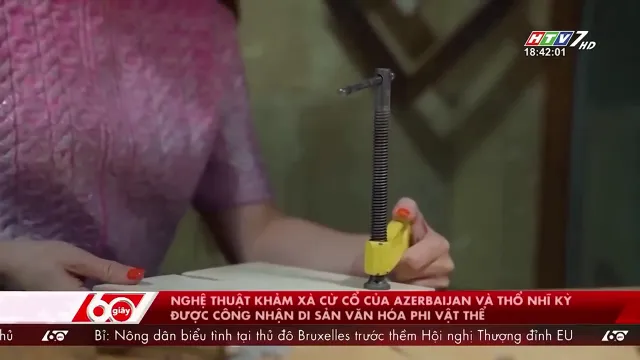 HTV7 HD
18:42:01
60 giây
NGHỆ THUẬT KHẢM XÀ CỪ CỔ CỦA AZERBAIJAN VÀ THỔ NHĨ KỲ
ĐƯỢC CÔNG NHẬN DI SẢN VĂN HÓA PHI VẬT THỂ
hủ 60 Bỉ: Nông dân biểu tình tại thủ đô Bruxelles trước thềm Hội nghị Thượng đỉnh EU 60